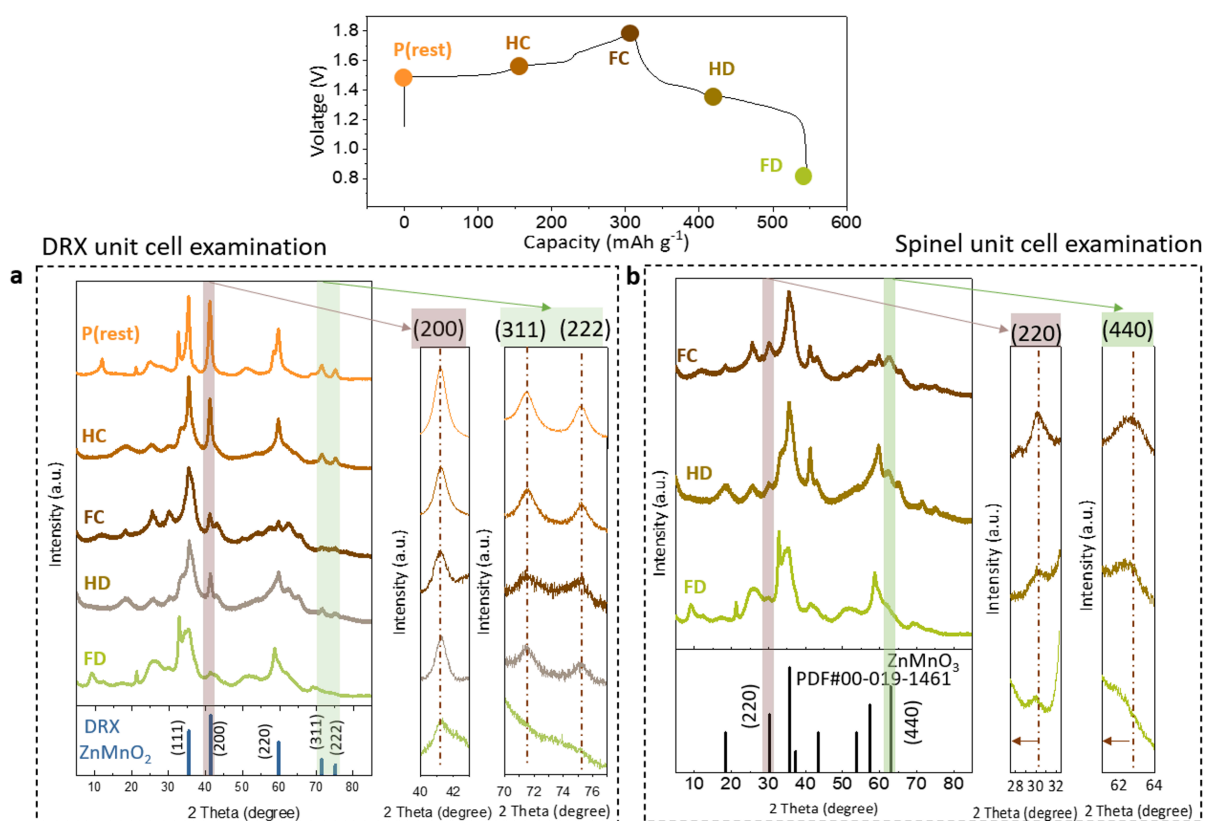 1.8
1.6
1.4
1.2
1.0
0.8
Volatge (V)
P(rest)
HC
FC
HD
FD
0 100 200 300 400 500 600
Capacity (mAh g⁻¹)
DRX unit cell examination
Spinel unit cell examination
a
P(rest)
HC
FC
HD
FD
Intensity (a.u.)
DRX
ZnMnO₂
(111)
(200)
(220)
(311)
(222)
10 20 30 40 50 60 70 80
2 Theta (degree)
(200)
Intensity (a.u.)
40 42
2 Theta (degree)
(311) (222)
Intensity (a.u.)
70 72 74 76
2 Theta (degree)
b
FC
HD
FD
Intensity (a.u.)
ZnMnO₃
PDF#00-019-1461
(220)
(440)
10 20 30 40 50 60 70 80
2 Theta (degree)
(220)
Intensity (a.u.)
28 30 32
2 Theta (degree)
(440)
Intensity (a.u.)
62 64
2 Theta (degree)